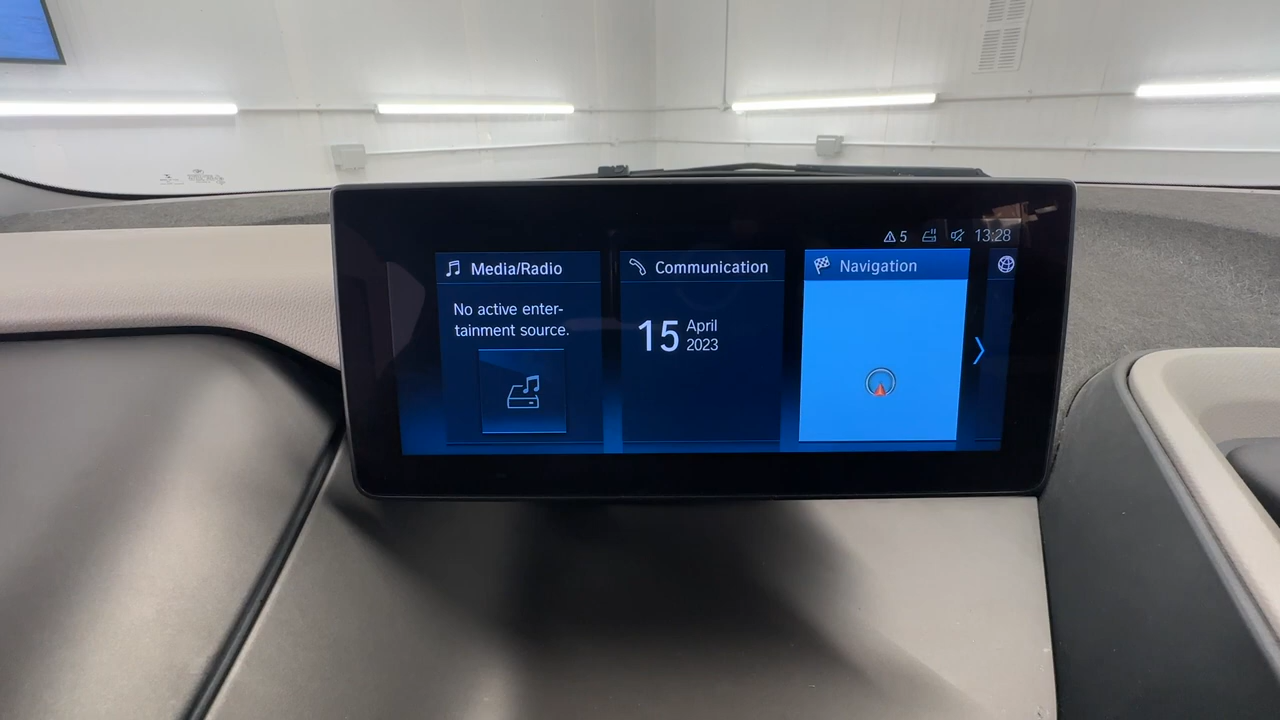 5 13:28
Media/Radio
No active enter-
tainment source.
Communication
15 April
2023
Navigation